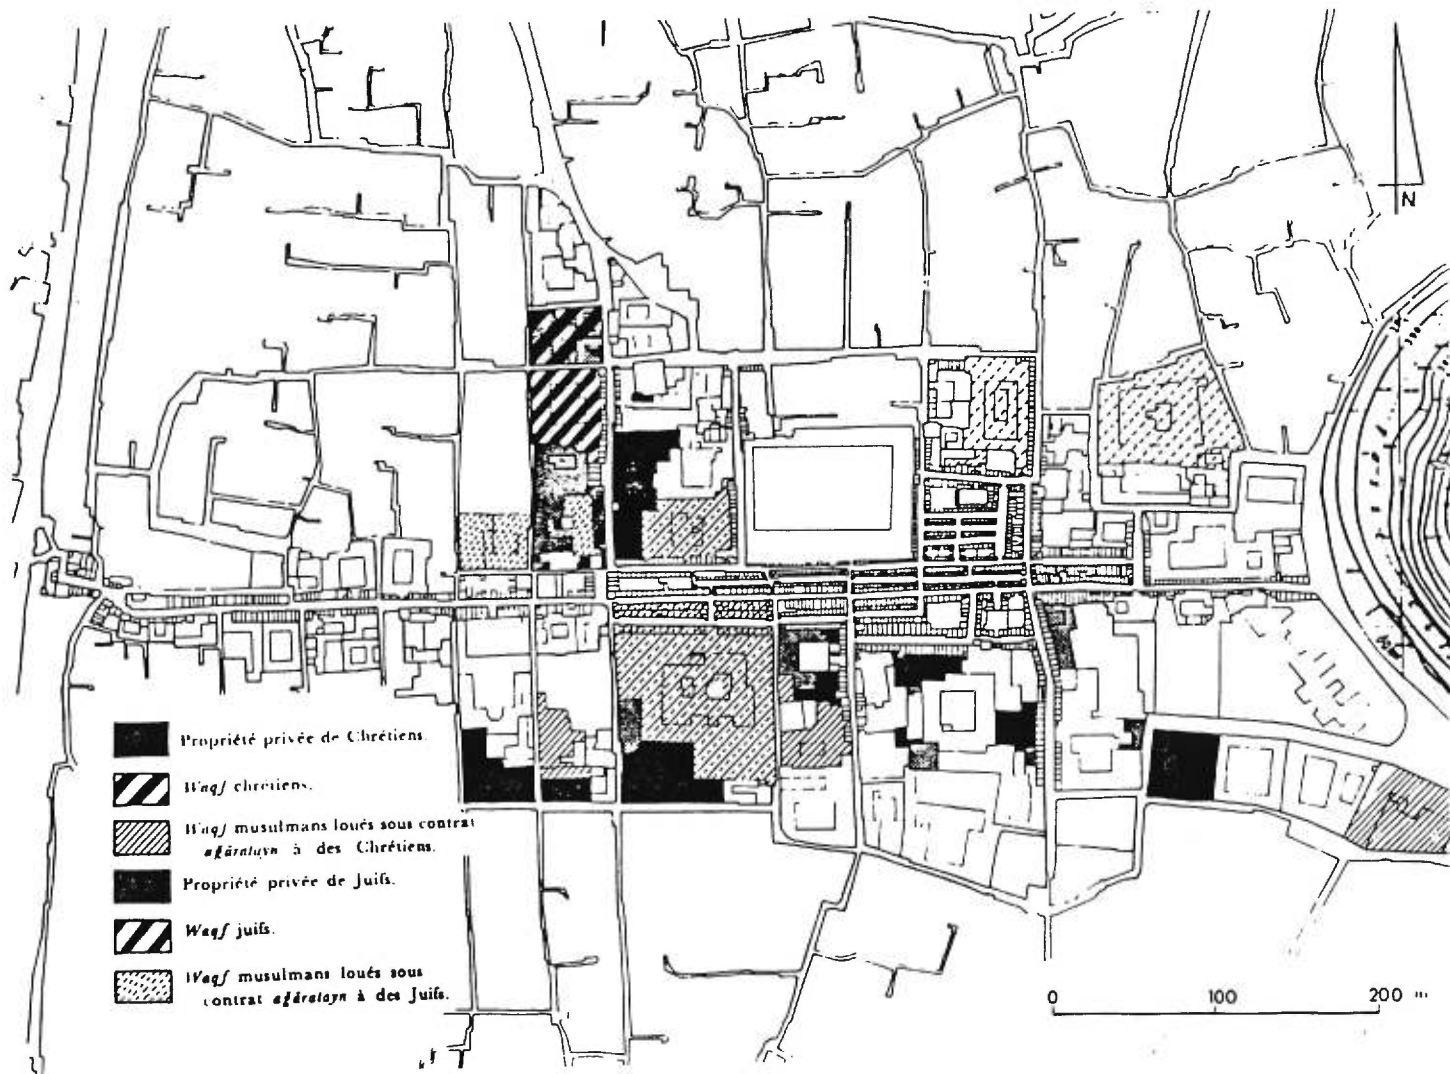 N
Propriété privée de Chrétiens.
Waqf chrétiens.
Waqf musulmans loués sous contrat
à des Chrétiens.
Propriété privée de Juifs.
Waqf juifs.
Waqf musulmans loués sous
contrat à des Juifs.
0 100 200 m